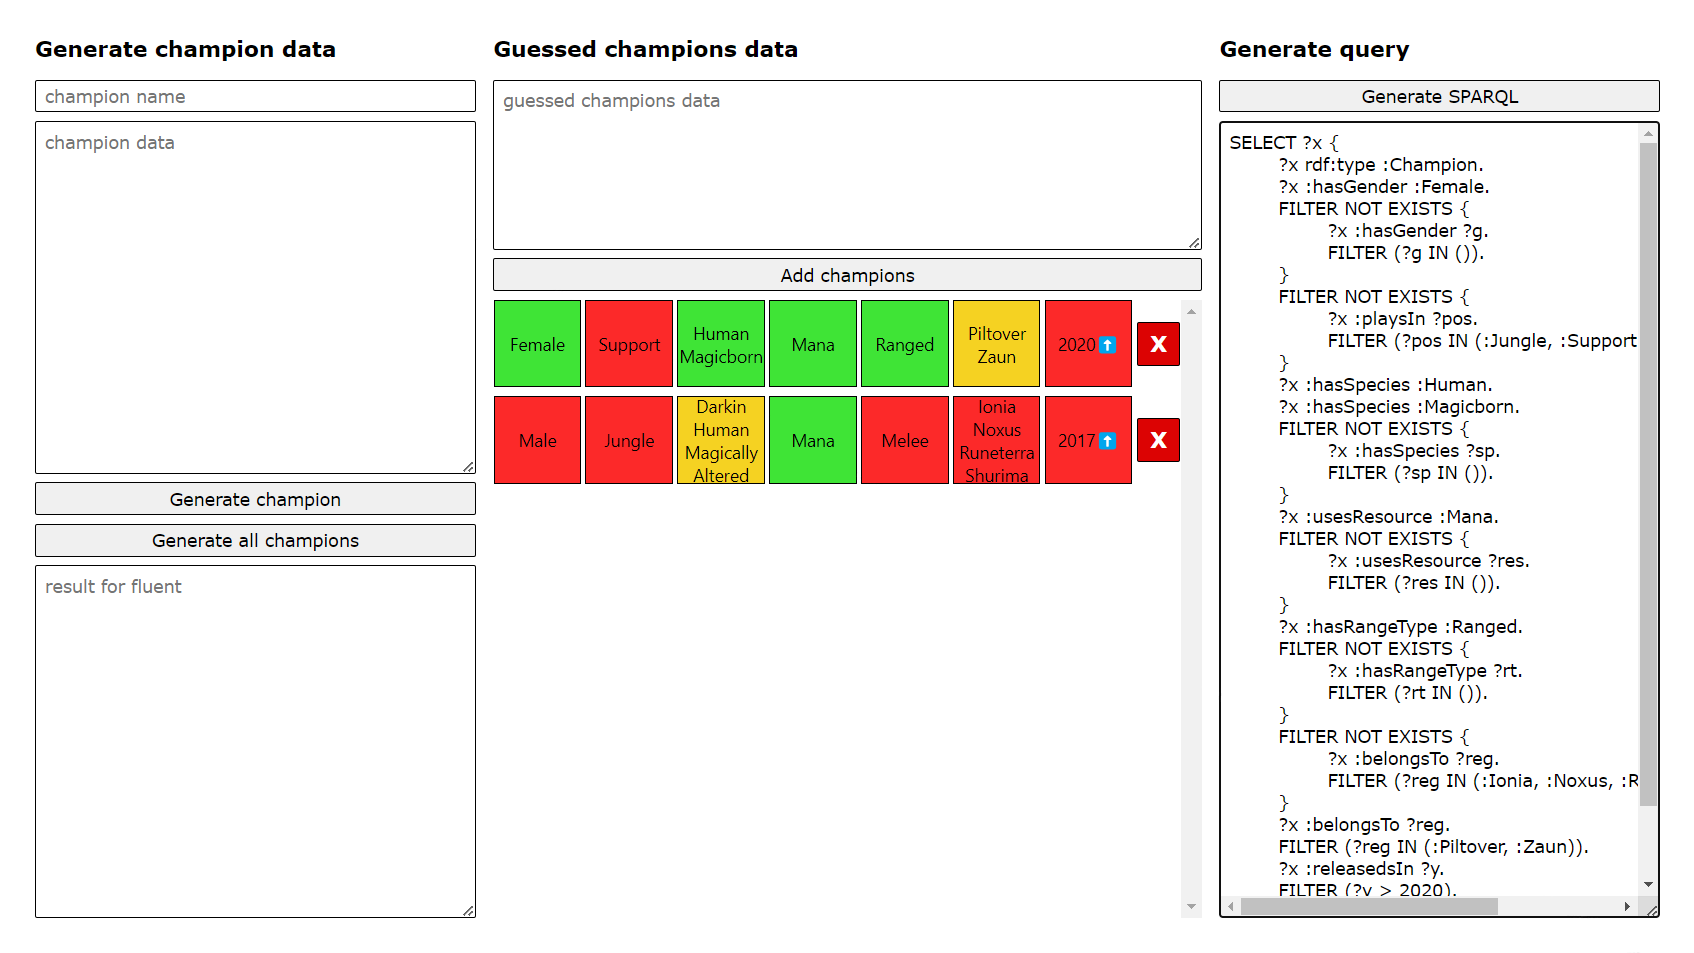 Generate champion data
champion name
champion data
Generate champion
Generate all champions
result for fluent
Guessed champions data
guessed champions data
Add champions
Female
Support
Human
Magicborn
Mana
Ranged
Piltover
Zaun
2020⬆
X
Male
Jungle
Darkin
Human
Magically
Altered
Mana
Melee
Ionia
Noxus
Runeterra
Shurima
2017⬆
X
Generate query
Generate SPARQL
SELECT ?x {
?x rdf:type :Champion.
?x :hasGender :Female.
FILTER NOT EXISTS {
?x :hasGender ?g.
FILTER (?g IN ()).
}
FILTER NOT EXISTS {
?x :playsIn ?pos.
FILTER (?pos IN (:Jungle, :Support
}
?x :hasSpecies :Human.
?x :hasSpecies :Magicborn.
FILTER NOT EXISTS {
?x :hasSpecies ?sp.
FILTER (?sp IN ()).
}
?x :usesResource :Mana.
FILTER NOT EXISTS {
?x :usesResource ?res.
FILTER (?res IN ()).
}
?x :hasRangeType :Ranged.
FILTER NOT EXISTS {
?x :hasRangeType ?rt.
FILTER (?rt IN ()).
}
FILTER NOT EXISTS {
?x :belongsTo ?reg.
FILTER (?reg IN (:Ionia, :Noxus, :R
}
?x :belongsTo ?reg.
FILTER (?reg IN (:Piltover, :Zaun)).
?x :releasedsIn ?y.
FILTER (?y > 2020).